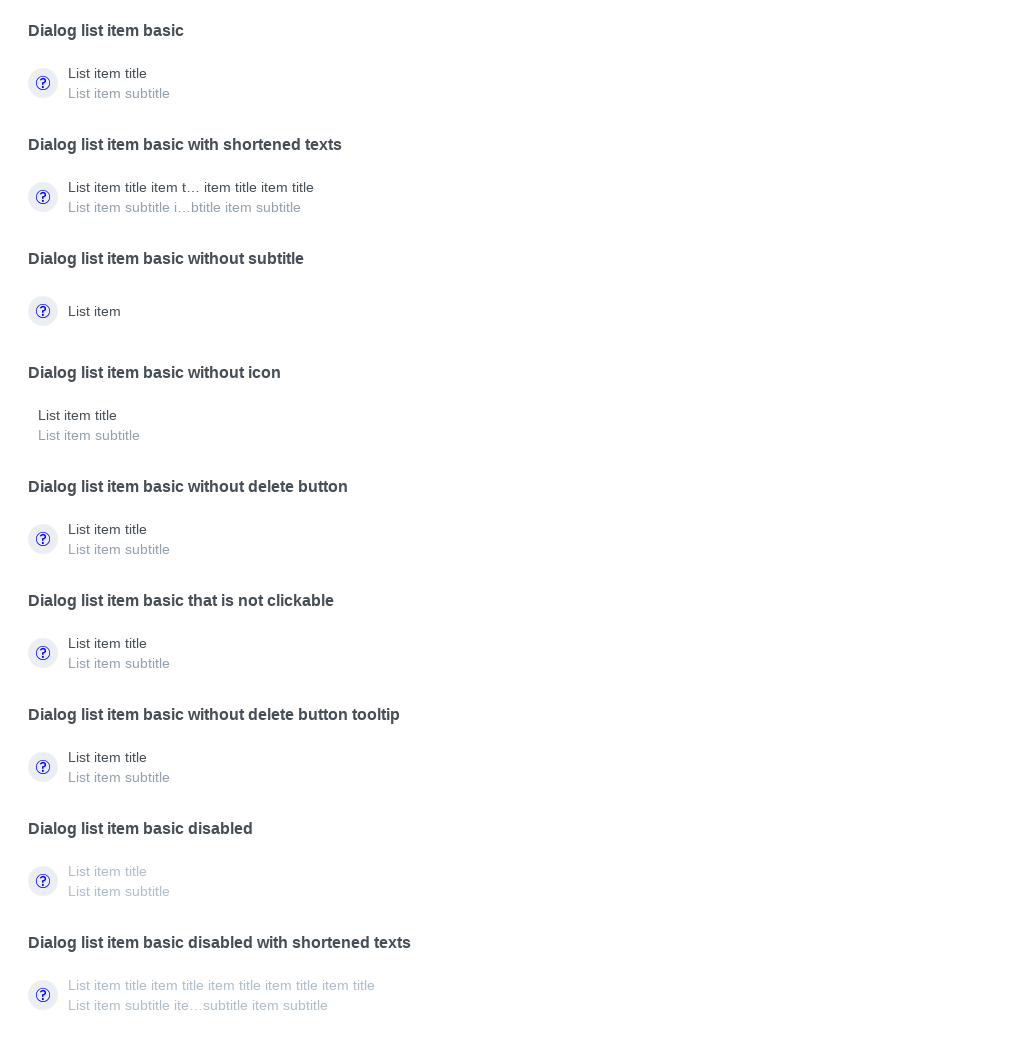 Dialog list item basic
List item title
List item subtitle
Dialog list item basic with shortened texts
List item title item t… item title item title
List item subtitle i…btitle item subtitle
Dialog list item basic without subtitle
List item
Dialog list item basic without icon
List item title
List item subtitle
Dialog list item basic without delete button
List item title
List item subtitle
Dialog list item basic that is not clickable
List item title
List item subtitle
Dialog list item basic without delete button tooltip
List item title
List item subtitle
Dialog list item basic disabled
List item title
List item subtitle
Dialog list item basic disabled with shortened texts
List item title item title item title item title item title
List item subtitle ite…subtitle item subtitle